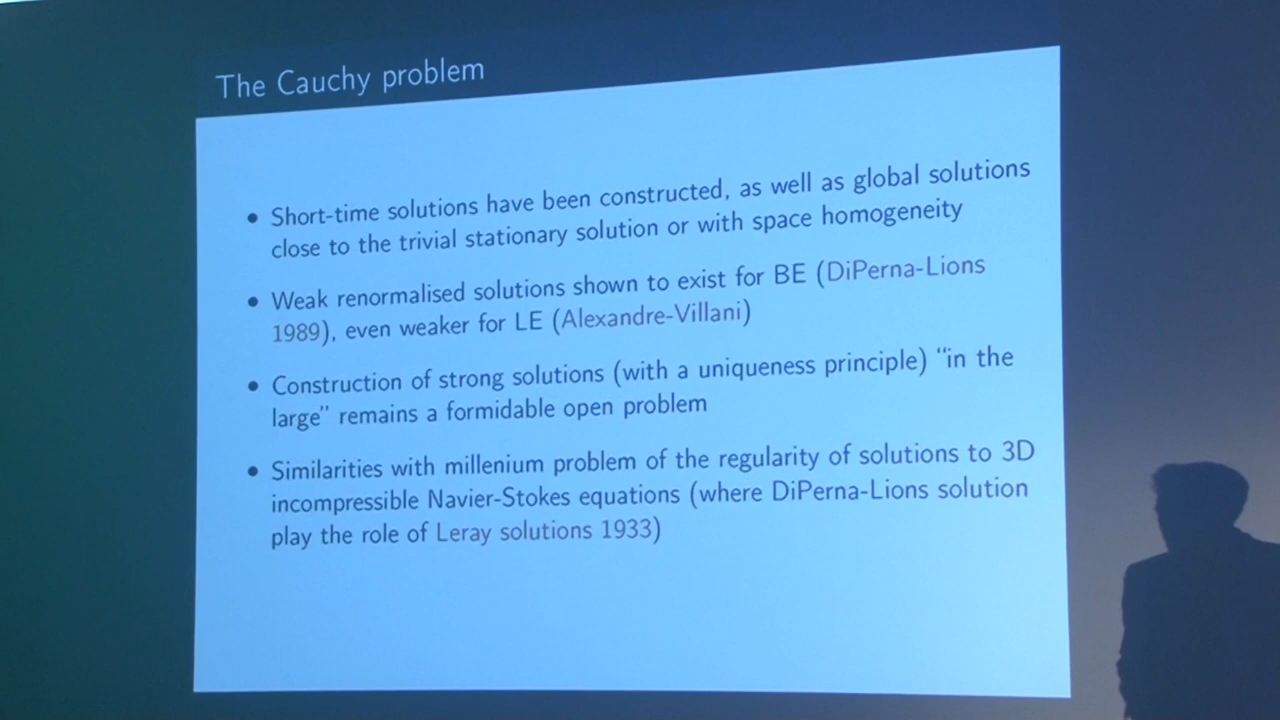 The Cauchy problem
• Short-time solutions have been constructed, as well as global solutions
close to the trivial stationary solution or with space homogeneity
• Weak renormalised solutions shown to exist for BE (DiPerna-Lions
1989), even weaker for LE (Alexandre-Villani)
• Construction of strong solutions (with a uniqueness principle) “in the
large” remains a formidable open problem
• Similarities with millenium problem of the regularity of solutions to 3D
incompressible Navier-Stokes equations (where DiPerna-Lions solution
play the role of Leray solutions 1933)